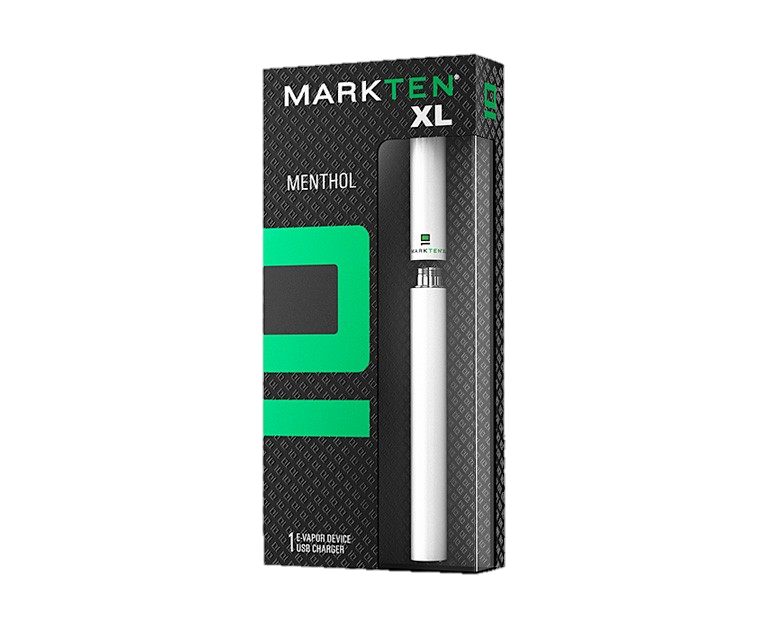 MARKTEN®
XL
MENTHOL
MARKTEN®
1 E-VAPOR DEVICE
USB CHARGER